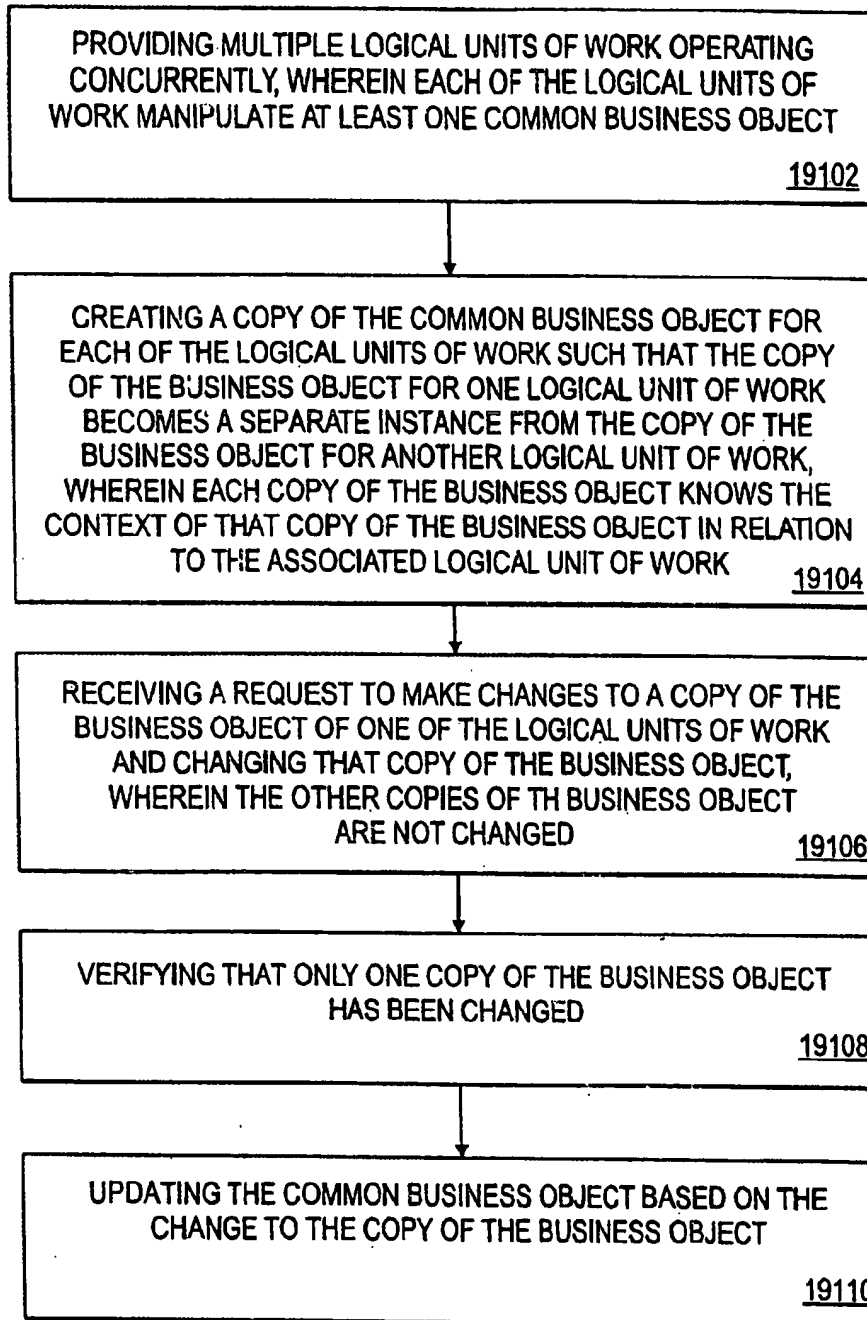 PROVIDING MULTIPLE LOGICAL UNITS OF WORK OPERATING
CONCURRENTLY, WHEREIN EACH OF THE LOGICAL UNITS OF
WORK MANIPULATE AT LEAST ONE COMMON BUSINESS OBJECT
19102
CREATING A COPY OF THE COMMON BUSINESS OBJECT FOR
EACH OF THE LOGICAL UNITS OF WORK SUCH THAT THE COPY
OF THE BUSINESS OBJECT FOR ONE LOGICAL UNIT OF WORK
BECOMES A SEPARATE INSTANCE FROM THE COPY OF THE
BUSINESS OBJECT FOR ANOTHER LOGICAL UNIT OF WORK,
WHEREIN EACH COPY OF THE BUSINESS OBJECT KNOWS THE
CONTEXT OF THAT COPY OF THE BUSINESS OBJECT IN RELATION
TO THE ASSOCIATED LOGICAL UNIT OF WORK
19104
RECEIVING A REQUEST TO MAKE CHANGES TO A COPY OF THE
BUSINESS OBJECT OF ONE OF THE LOGICAL UNITS OF WORK
AND CHANGING THAT COPY OF THE BUSINESS OBJECT,
WHEREIN THE OTHER COPIES OF TH BUSINESS OBJECT
ARE NOT CHANGED
19106
VERIFYING THAT ONLY ONE COPY OF THE BUSINESS OBJECT
HAS BEEN CHANGED
19108
UPDATING THE COMMON BUSINESS OBJECT BASED ON THE
CHANGE TO THE COPY OF THE BUSINESS OBJECT
19110